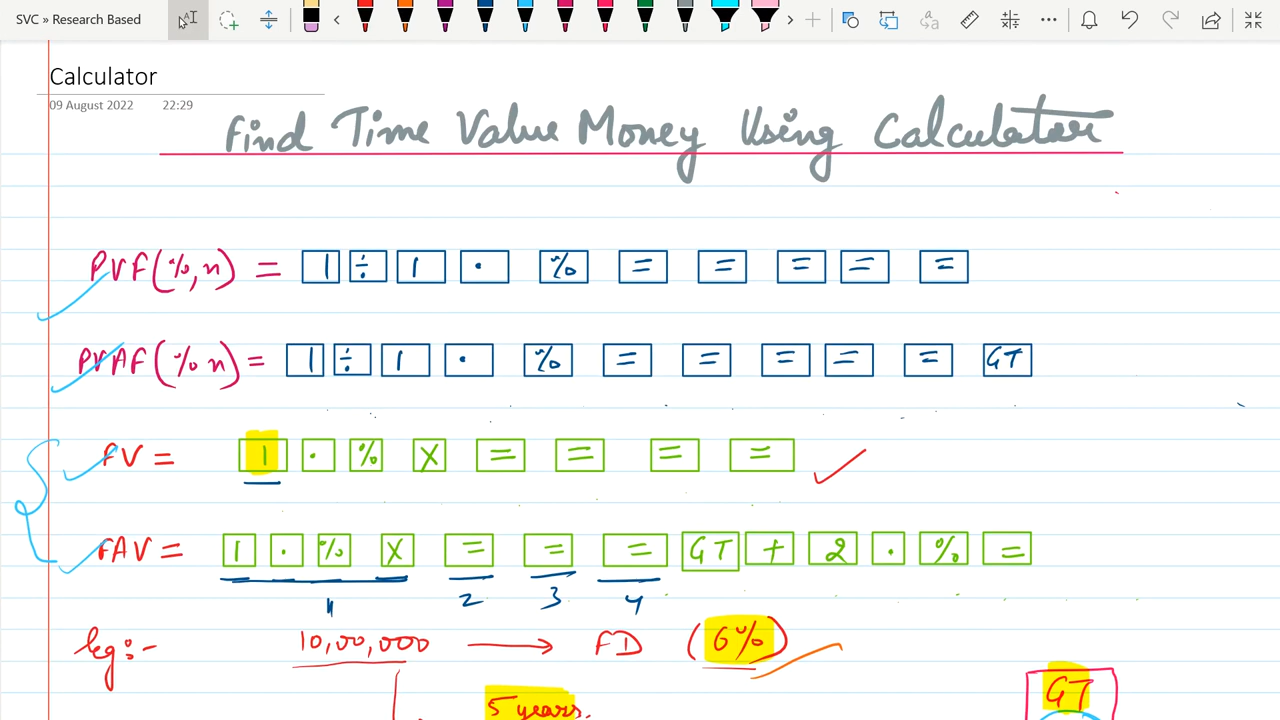 SVC » Research Based
Calculator
09 August 2022 22:29
Find Time Value Money Using Calculator
PVF(%,n) = 1 ÷ 1 . % = = = = =
PVAF(% n) = 1 ÷ 1 . % = = = = = GT
FV = 1 . % X = = = =
FAV = 1 . % X = = = GT + 2 . % =
1 2 3 4
Eg:- 10,00,000 → FD (6%)
GT
5 years.